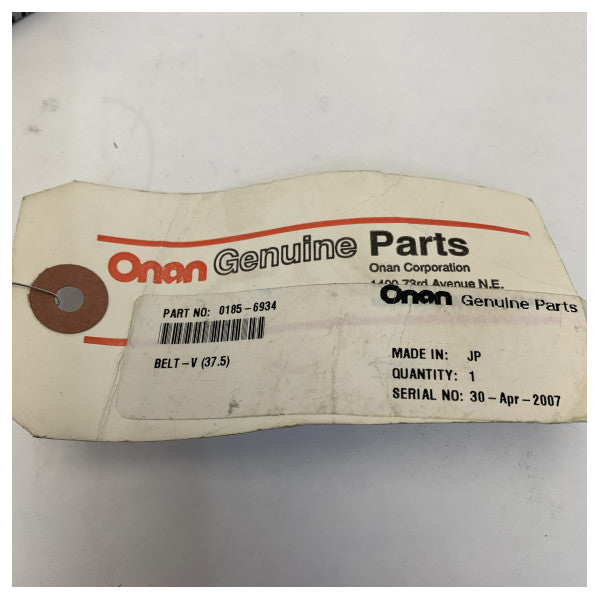 Onan Genuine Parts
Onan Corporation
1400 73rd Avenue N.E.
Onan Genuine Parts
PART NO: 0185-6934
BELT-V (37.5)
MADE IN: JP
QUANTITY: 1
SERIAL NO: 30-Apr-2007